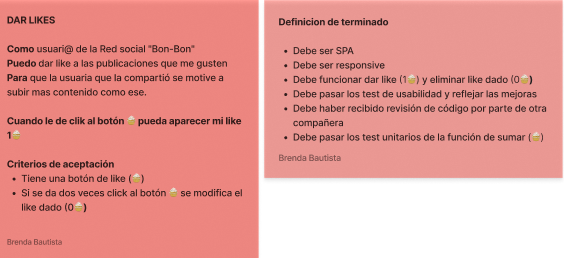 DAR LIKES
Como usuari@ de la Red social "Bon-Bon"
Puedo dar like a las publicaciones que me gusten
Para que la usuaria que la compartió se motive a
subir mas contenido como ese.
Cuando le de clik al botón 🧁pueda aparecer mi like
1🧁
Criterios de aceptación
• Tiene una botón de like (🧁)
• Si se da dos veces click al botón 🧁 se modifica el
like dado (0🧁)
Brenda Bautista
Definicion de terminado
• Debe ser SPA
• Debe ser responsive
• Debe funcionar dar like (1🧁) y eliminar like dado (0🧁)
• Debe pasar los test de usabilidad y reflejar las mejoras
• Debe haber recibido revisión de código por parte de otra
compañera
• Debe pasar los test unitarios de la función de sumar (🧁)
Brenda Bautista